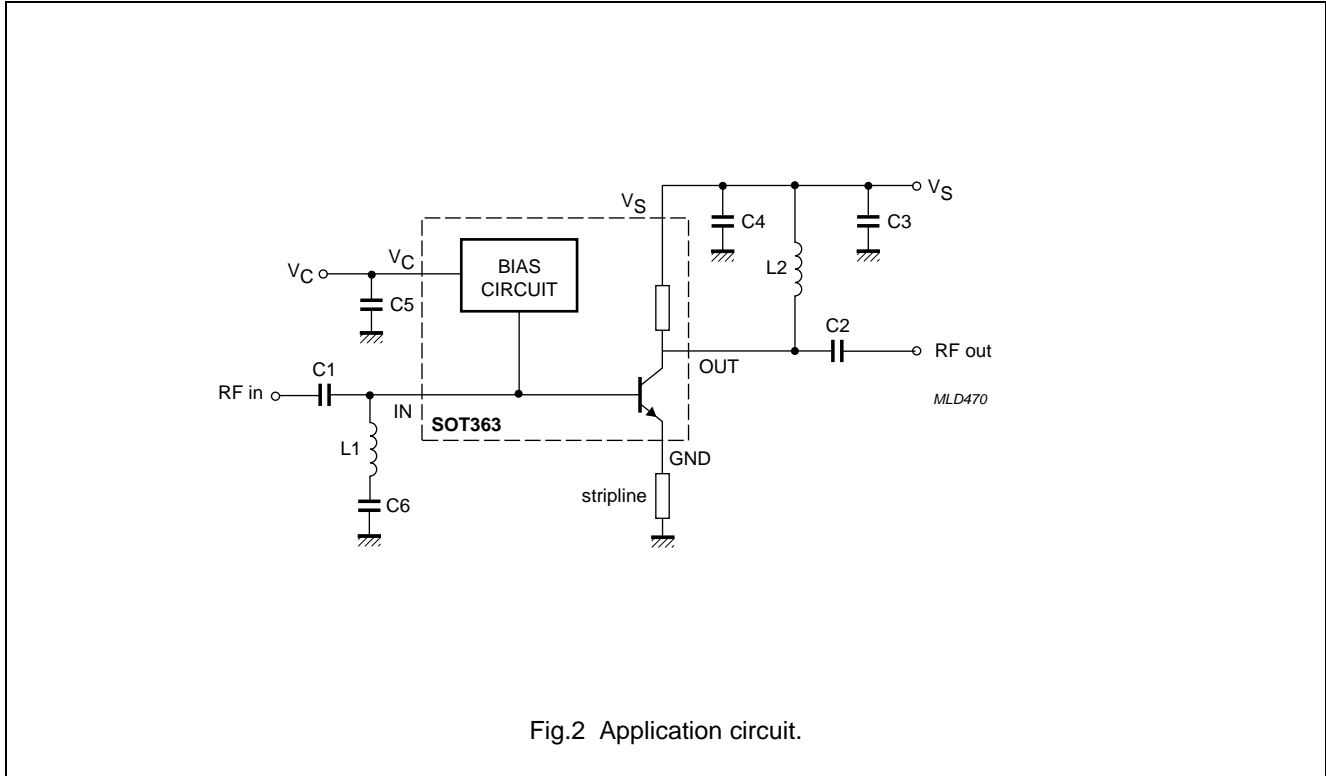 VS
VS
C4
C3
VC
VC
BIAS
CIRCUIT
L2
C5
C2
C1
RF out
OUT
RF in
IN
MLD470
SOT363
L1
GND
stripline
C6
Fig.2 Application circuit.